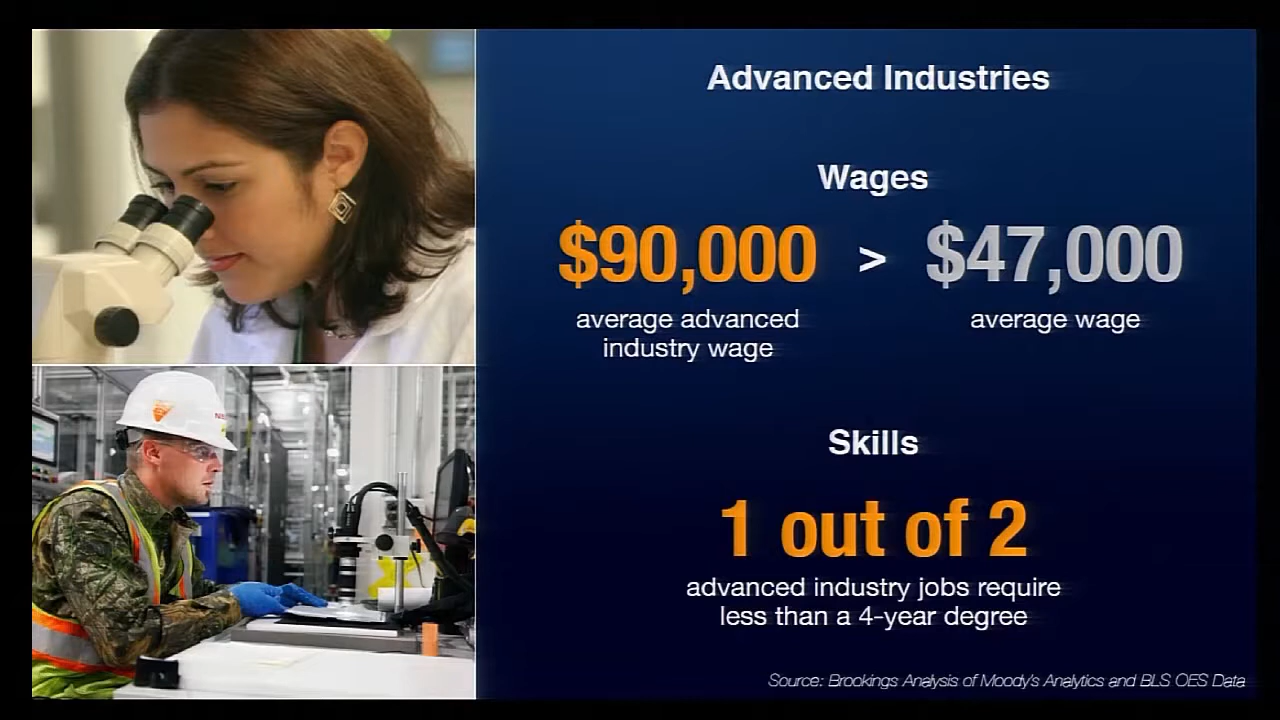 Advanced Industries
Wages
$90,000 > $47,000
average advanced
industry wage
average wage
Skills
1 out of 2
advanced industry jobs require
less than a 4-year degree
Source: Brookings Analysis of Moody's Analytics and BLS OES Data